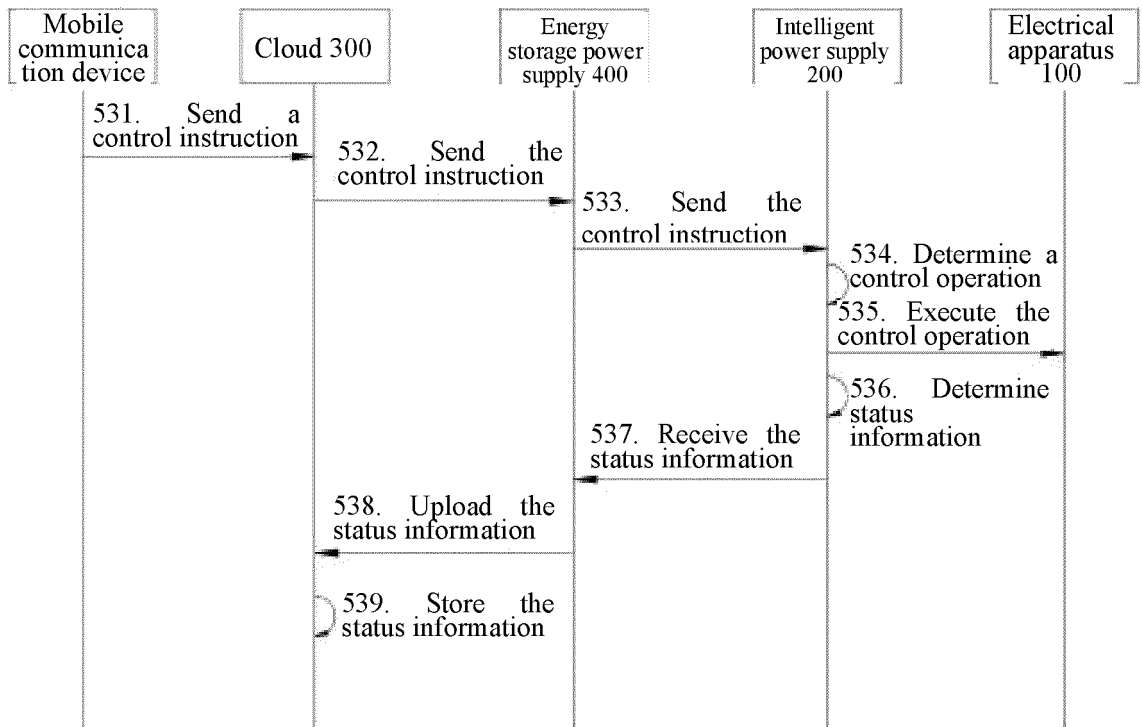 Mobile
communica
tion device
Cloud 300
Energy
storage power
supply 400
Intelligent
power supply
200
Electrical
apparatus
100
531. Send a
control instruction
532. Send the
control instruction
533. Send the
control instruction
534. Determine a
control operation
535. Execute the
control operation
536. Determine
status
information
537. Receive the
status information
538. Upload the
status information
539. Store the
status information